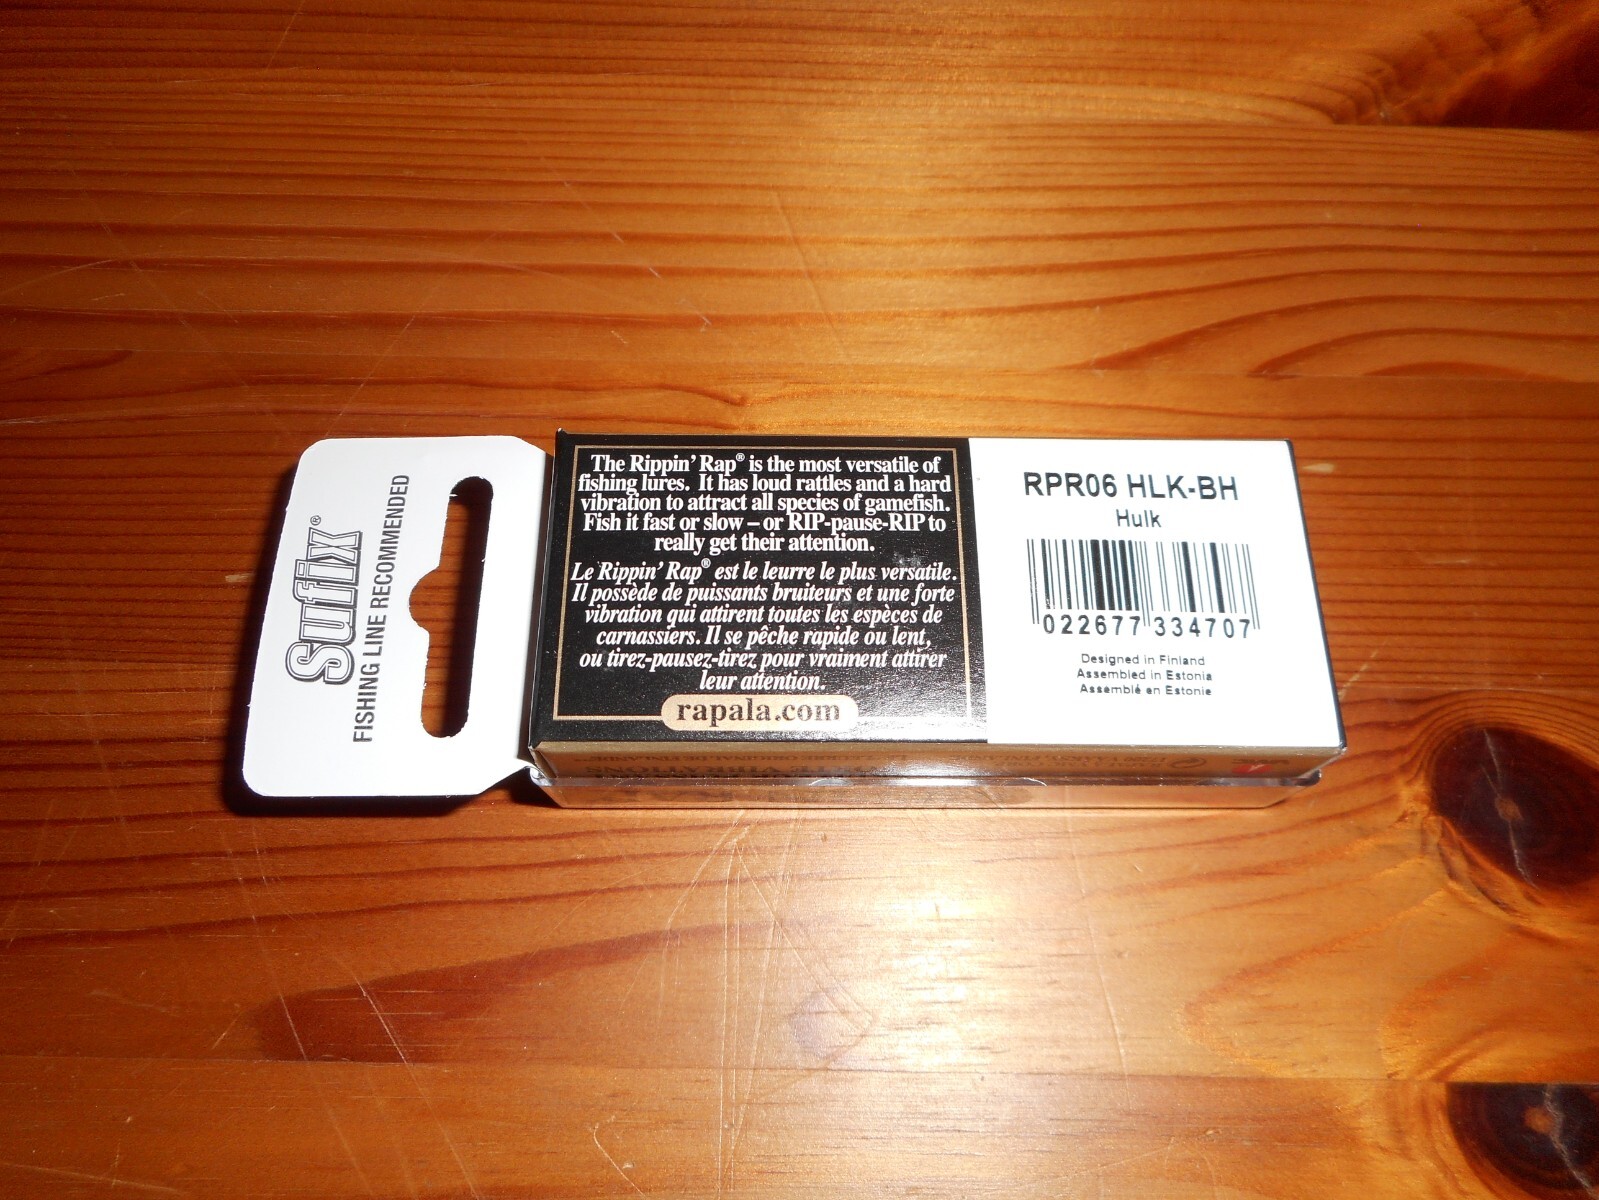 Sufix®
FISHING LINE RECOMMENDED
The Rippin' Rap® is the most versatile of
fishing lures. It has loud rattles and a hard
vibration to attract all species of gamefish.
Fish it fast or slow – or RIP-pause-RIP to
really get their attention.
Le Rippin' Rap® est le leurre le plus versatile.
Il possède de puissants bruiteurs et une forte
vibration qui attirent toutes les espèces de
carnassiers. Il se pêche rapide ou lent,
ou tirez-pausez-tirez pour vraiment attirer
leur attention.
rapala.com
RPR06 HLK-BH
Hulk
022677 334707
Designed in Finland
Assembled in Estonia
Assemblé en Estonie